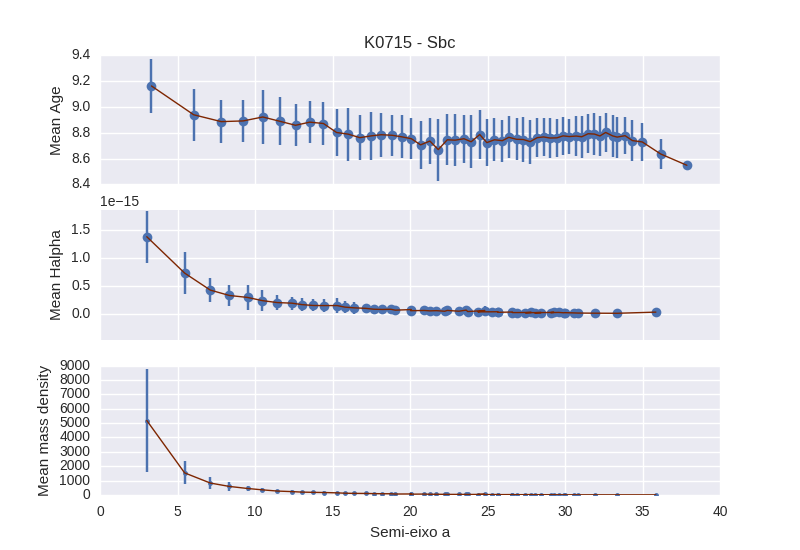 K0715 - Sbc
9.4
9.2
9.0
8.8
8.6
8.4
Mean Age
1e−15
1.5
1.0
0.5
0.0
Mean Halpha
9000
8000
7000
6000
5000
4000
3000
2000
1000
0
Mean mass density
0 5 10 15 20 25 30 35 40
Semi-eixo a